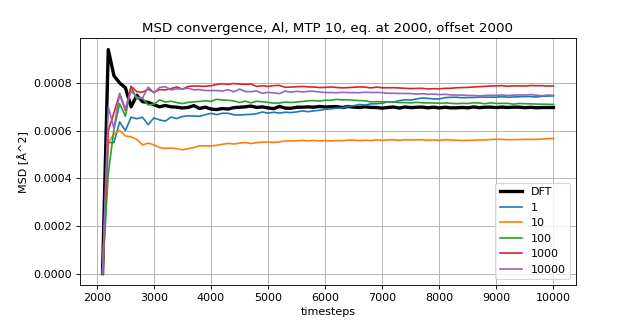 MSD convergence, Al, MTP 10, eq. at 2000, offset 2000
MSD [Å^2]
0.0008
0.0006
0.0004
0.0002
0.0000
2000 3000 4000 5000 6000 7000 8000 9000 10000
timesteps
DFT
1
10
100
1000
10000